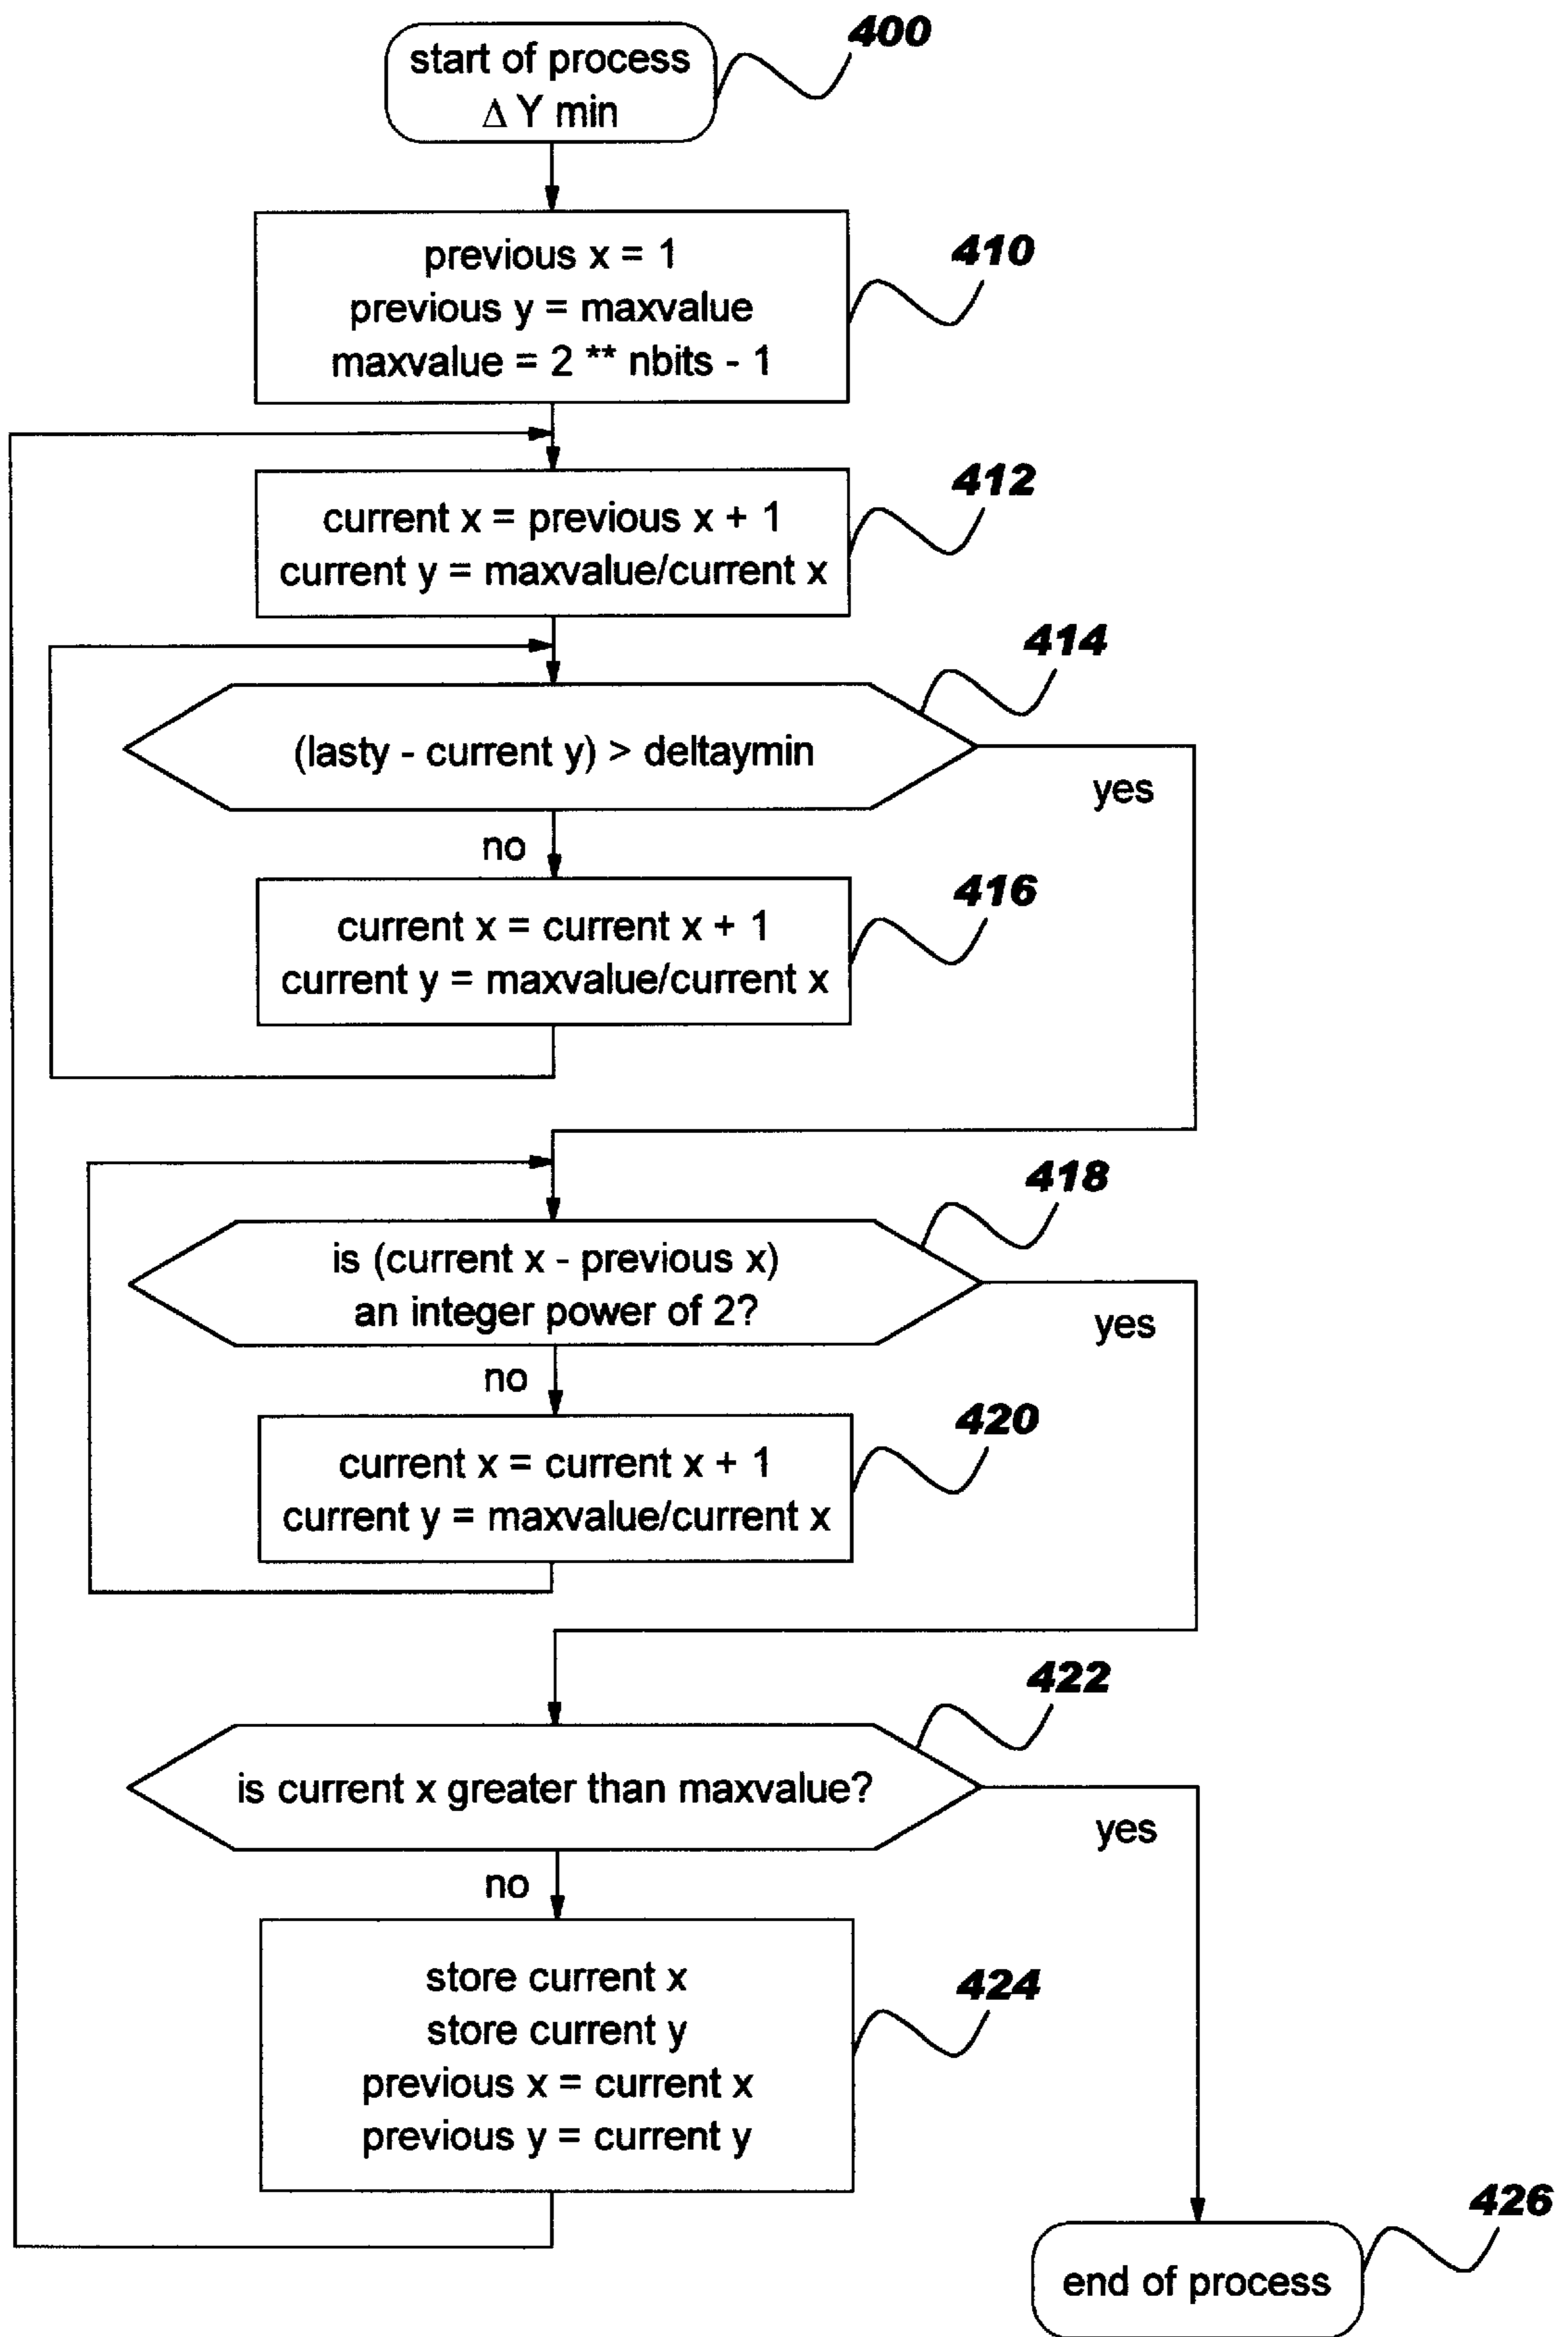 400
start of process
Δ Y min
410
previous x = 1
previous y = maxvalue
maxvalue = 2 ** nbits - 1
412
current x = previous x + 1
current y = maxvalue/current x
414
(lasty - current y) > deltaymin
yes
no
416
current x = current x + 1
current y = maxvalue/current x
418
is (current x - previous x)
an integer power of 2?
yes
no
420
current x = current x + 1
current y = maxvalue/current x
422
is current x greater than maxvalue?
yes
no
424
store current x
store current y
previous x = current x
previous y = current y
426
end of process